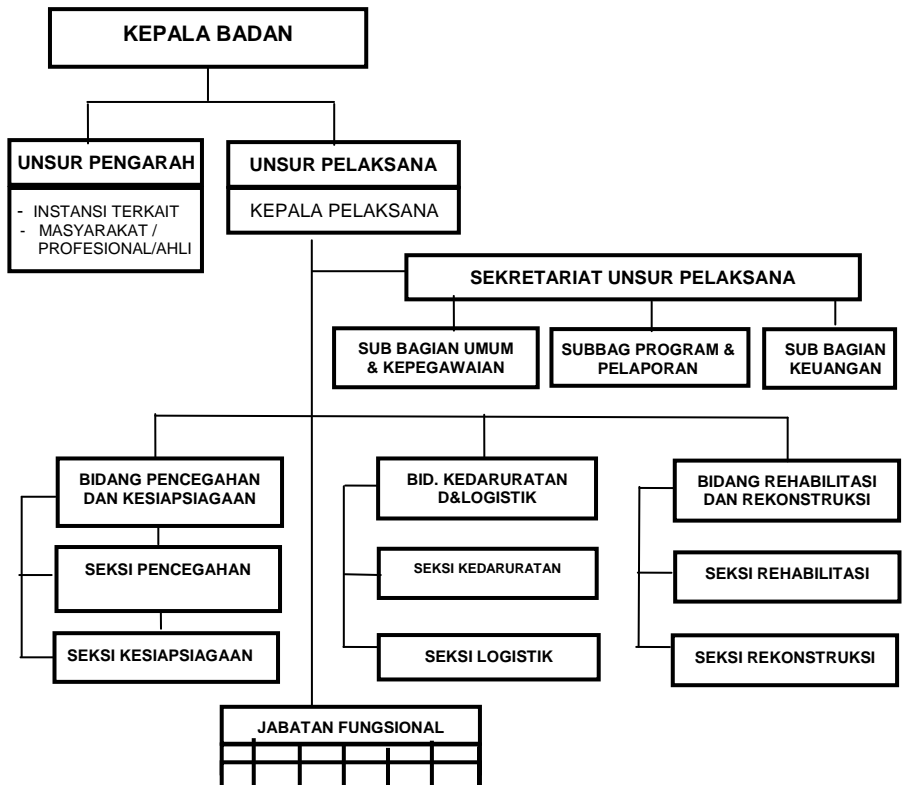 KEPALA BADAN
UNSUR PENGARAH
- INSTANSI TERKAIT
- MASYARAKAT /
PROFESIONAL/AHLI
UNSUR PELAKSANA
KEPALA PELAKSANA
SEKRETARIAT UNSUR PELAKSANA
SUB BAGIAN UMUM
& KEPEGAWAIAN
SUBBAG PROGRAM &
PELAPORAN
SUB BAGIAN
KEUANGAN
BIDANG PENCEGAHAN
DAN KESIAPSIAGAAN
SEKSI PENCEGAHAN
SEKSI KESIAPSIAGAAN
BID. KEDARURATAN
D&LOGISTIK
SEKSI KEDARURATAN
SEKSI LOGISTIK
BIDANG REHABILITASI
DAN REKONSTRUKSI
SEKSI REHABILITASI
SEKSI REKONSTRUKSI
JABATAN FUNGSIONAL